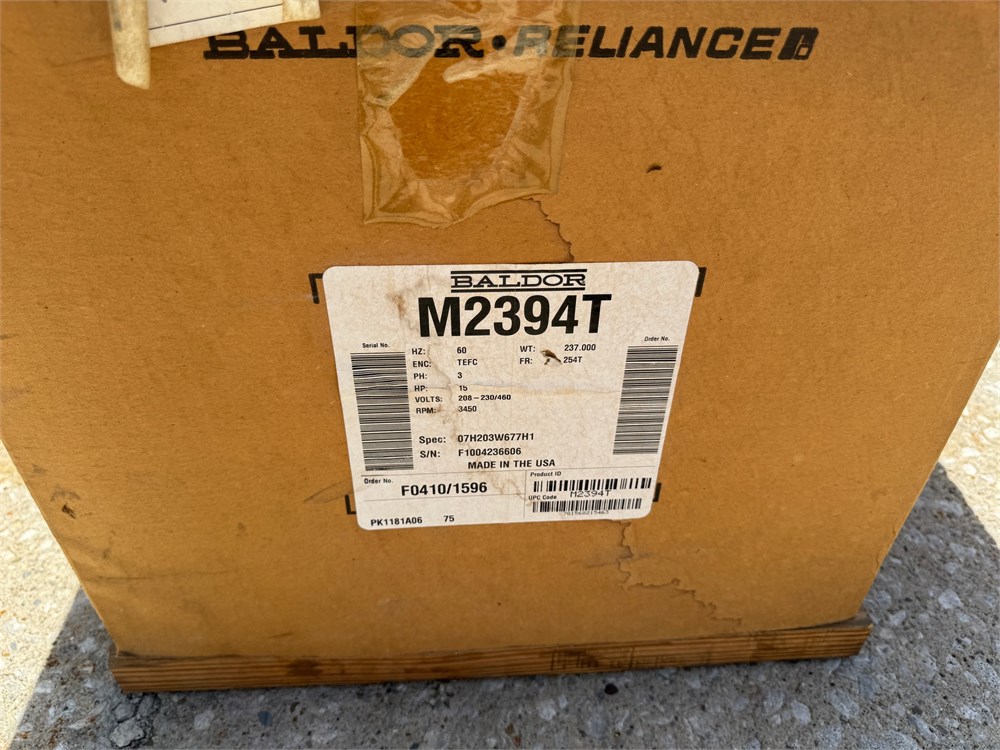 BALDOR • RELIANCE
BALDOR
M2394T
Serial No.
Order No.
HZ: 60 WT: 237.000
ENC: TEFC FR: 254T
PH: 3
HP: 15
VOLTS: 208-230/460
RPM: 3450
Spec: 07H203W677H1
S/N: F1004236606
MADE IN THE USA
Order No. F0410/1596
Product ID
M2394T
UPC Code
781568215463
PK1181A06 75